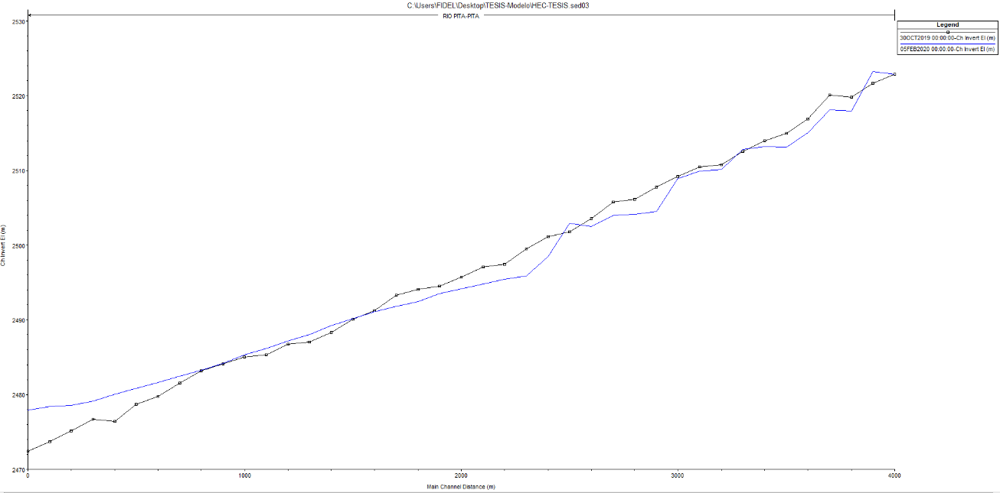 C:\Users\FIDEL\Desktop\TESIS-Modelo\HEC-TESIS.sed03
RIO PITA-PITA
Legend
30OCT2019 00:00:00-Ch Invert El (m)
05FEB2020 00:00:00-Ch Invert El (m)
Ch Invert El (m)
2530
2520
2510
2500
2490
2480
2470
0
1000
2000
3000
4000
Main Channel Distance (m)